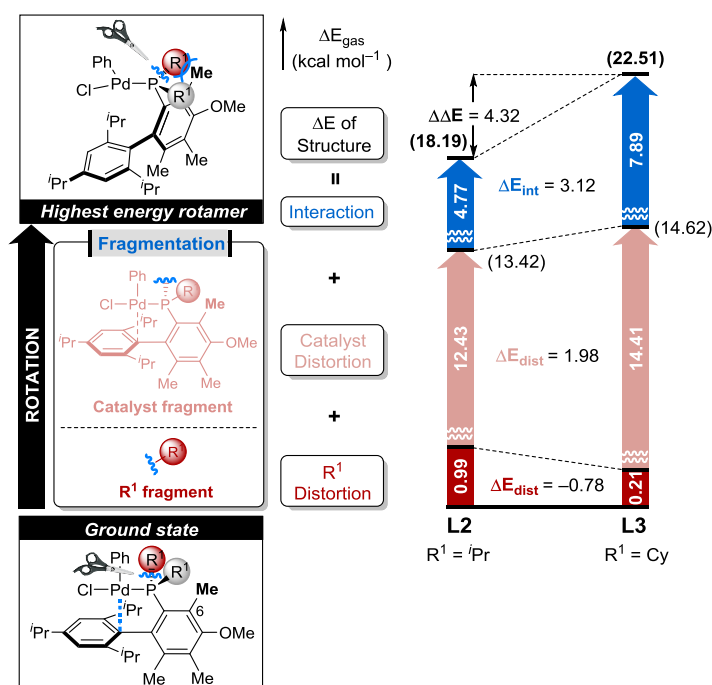 Ph
R¹
Me
Cl
Pd
P
R¹
OMe
ⁱPr
Me
Me
ⁱPr
ⁱPr
Highest energy rotamer
ROTATION
Fragmentation
Ph
R
Cl
Pd
P
Me
ⁱPr
ⁱPr
OMe
ⁱPr
Me
Me
Catalyst fragment
R
R¹ fragment
Ground state
Ph
R¹
R¹
Cl
Pd
P
Me
ⁱPr
6
ⁱPr
OMe
ⁱPr
Me
Me
ΔEgas
(kcal mol⁻¹)
ΔE of
Structure
=
Interaction
+
Catalyst
Distortion
+
R¹
Distortion
(22.51)
ΔΔE = 4.32
(18.19)
7.89
4.77
ΔEint = 3.12
(14.62)
(13.42)
12.43
ΔEdist = 1.98
14.41
0.99
ΔEdist = –0.78
0.21
L2
L3
R¹ = ⁱPr
R¹ = Cy